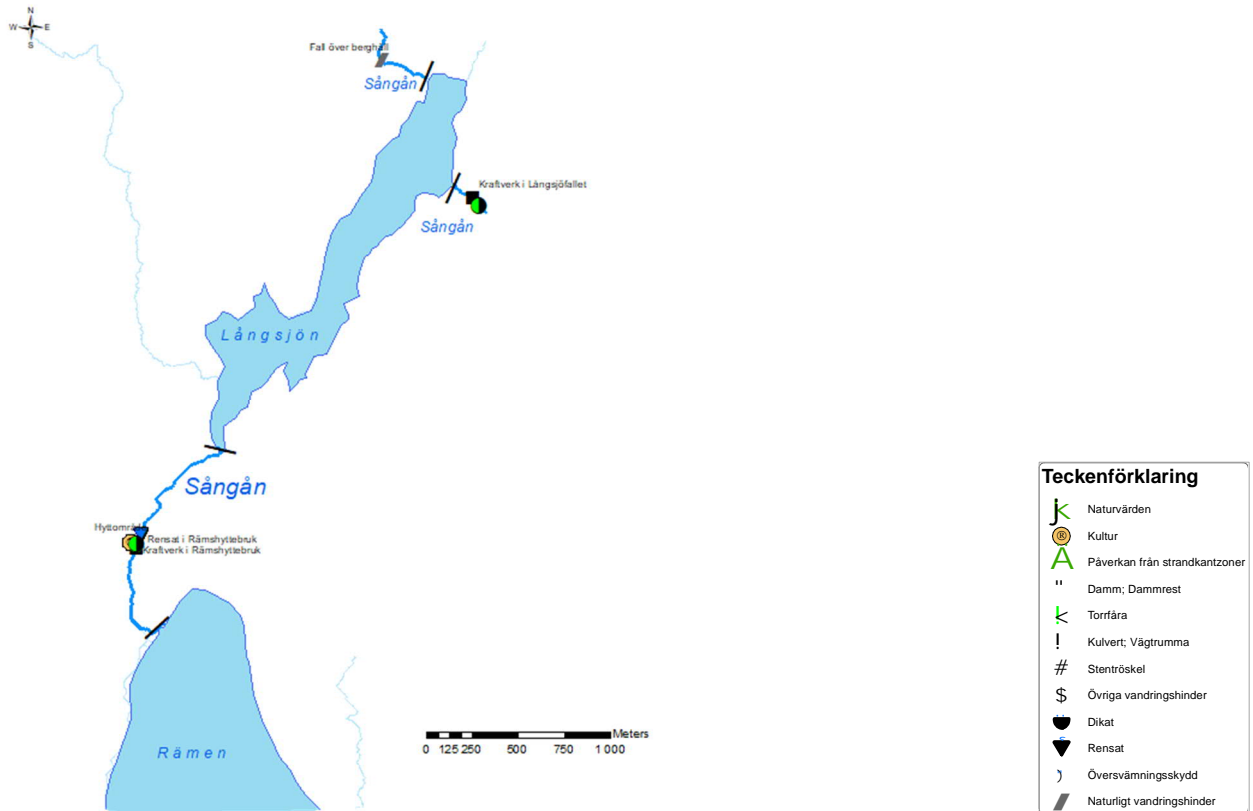 N
W E
S
Fall över berghäll
Sångån
Kraftverk i Långsjöfallet
Sångån
Långsjön
Sångån
Hyttområde
Rensat i Rämshyttebruk
Kraftverk i Rämshyttebruk
Rämen
Meters
0 125 250 500 750 1 000
Teckenförklaring
Naturvärden
® Kultur
Påverkan från strandkantzoner
" Damm; Dammrest
Torrfåra
! Kulvert; Vägtrumma
# Stentröskel
$ Övriga vandringshinder
Dikat
Rensat
Översvämningsskydd
Naturligt vandringshinder